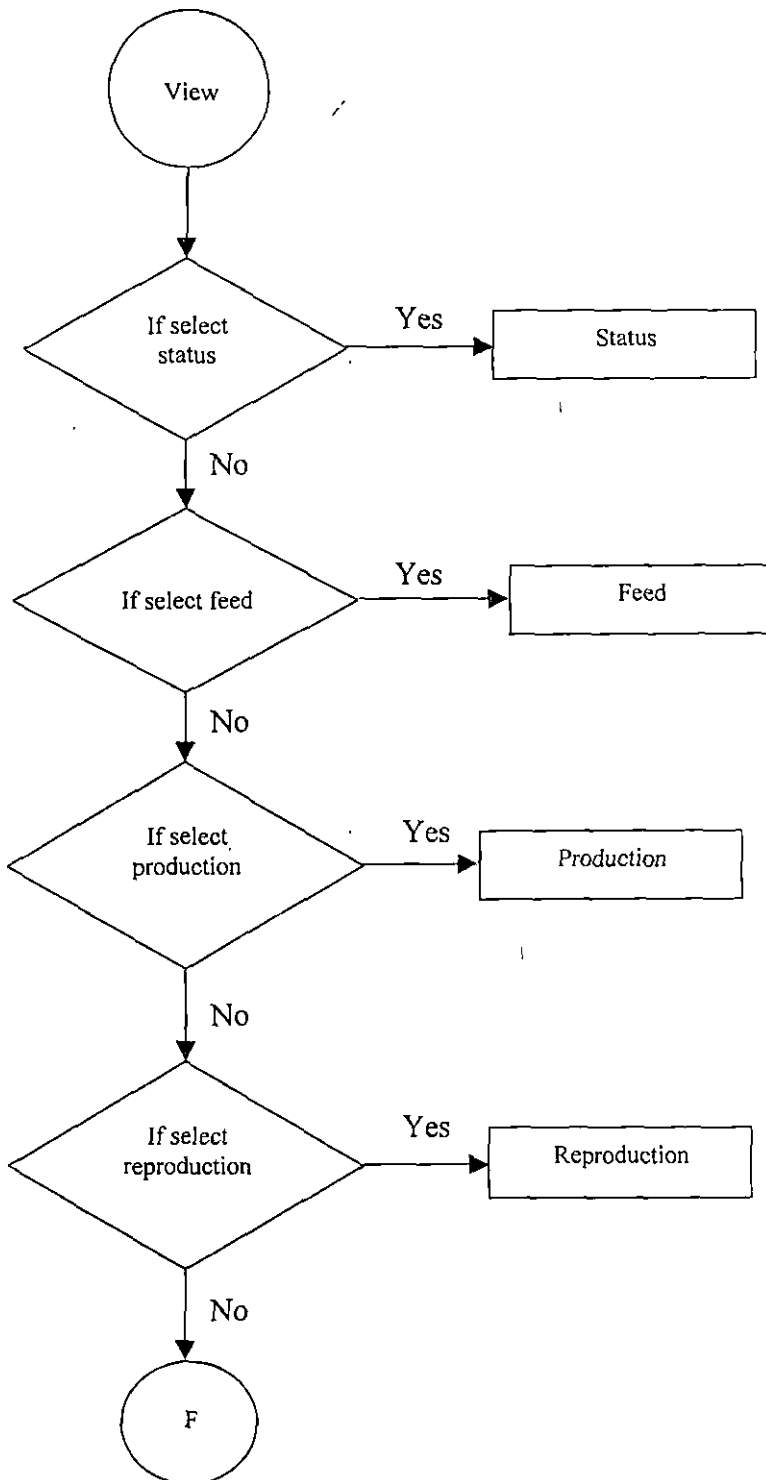 View
If select
status
Yes
Status
No
If select feed
Yes
Feed
No
If select
production
Yes
Production
No
If select
reproduction
Yes
Reproduction
No
F